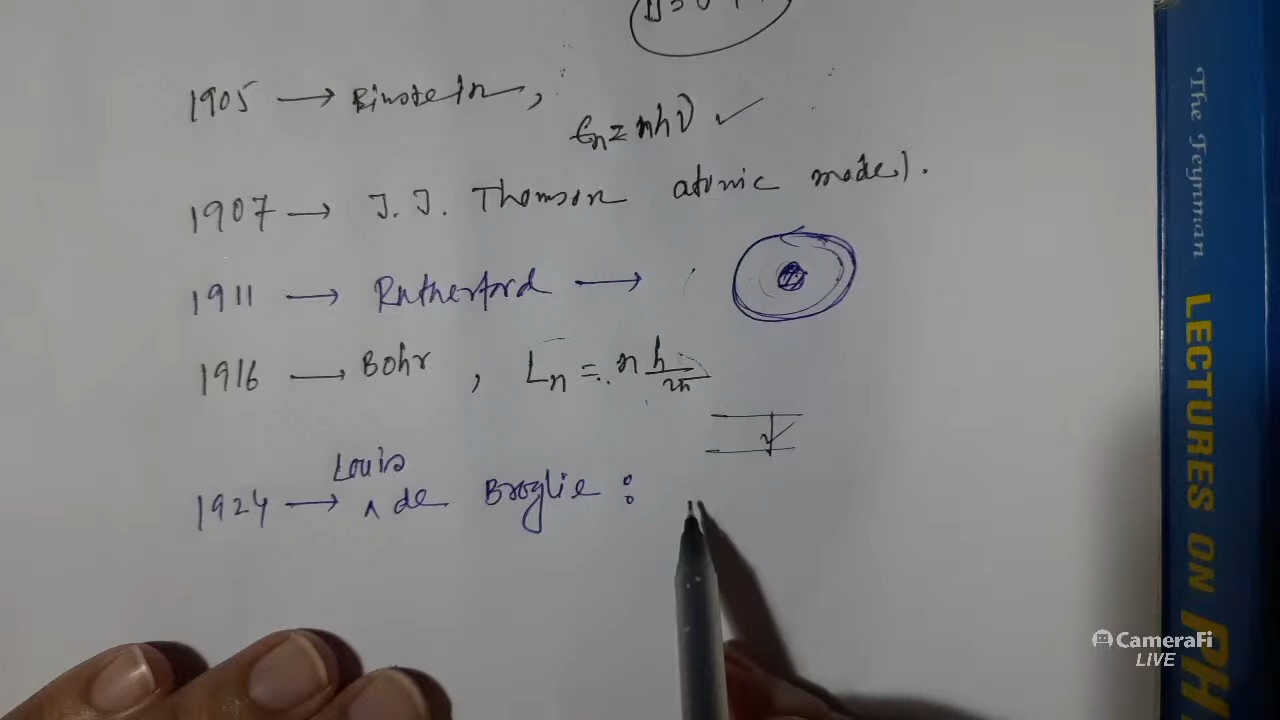 1905 → Einstein,
Eₙ = nhν ✓
1907 → J. J. Thomson atomic model.
1911 → Rutherford →
1916 → Bohr , Lₙ = n h/2π
Louis
1924 → ^ de Broglie :
The Feynman
LECTURES ON PH
CameraFi
LIVE